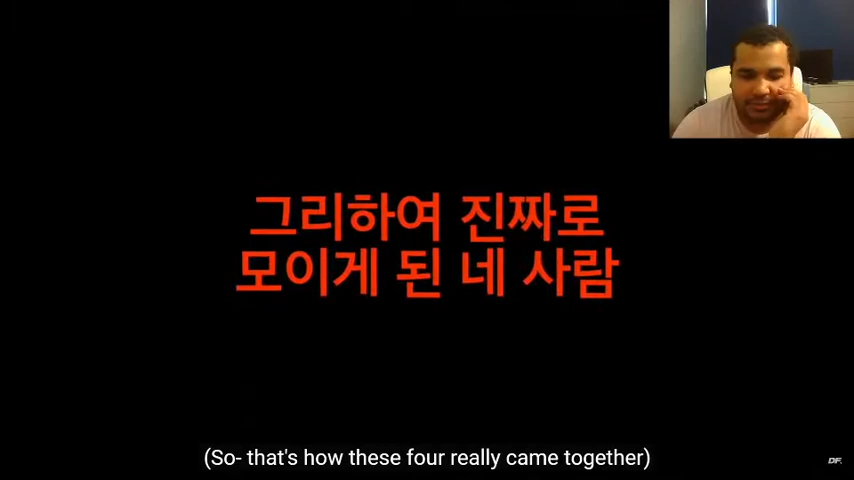 그리하여 진짜로
모이게 된 네 사람
(So- that's how these four really came together)
DF.